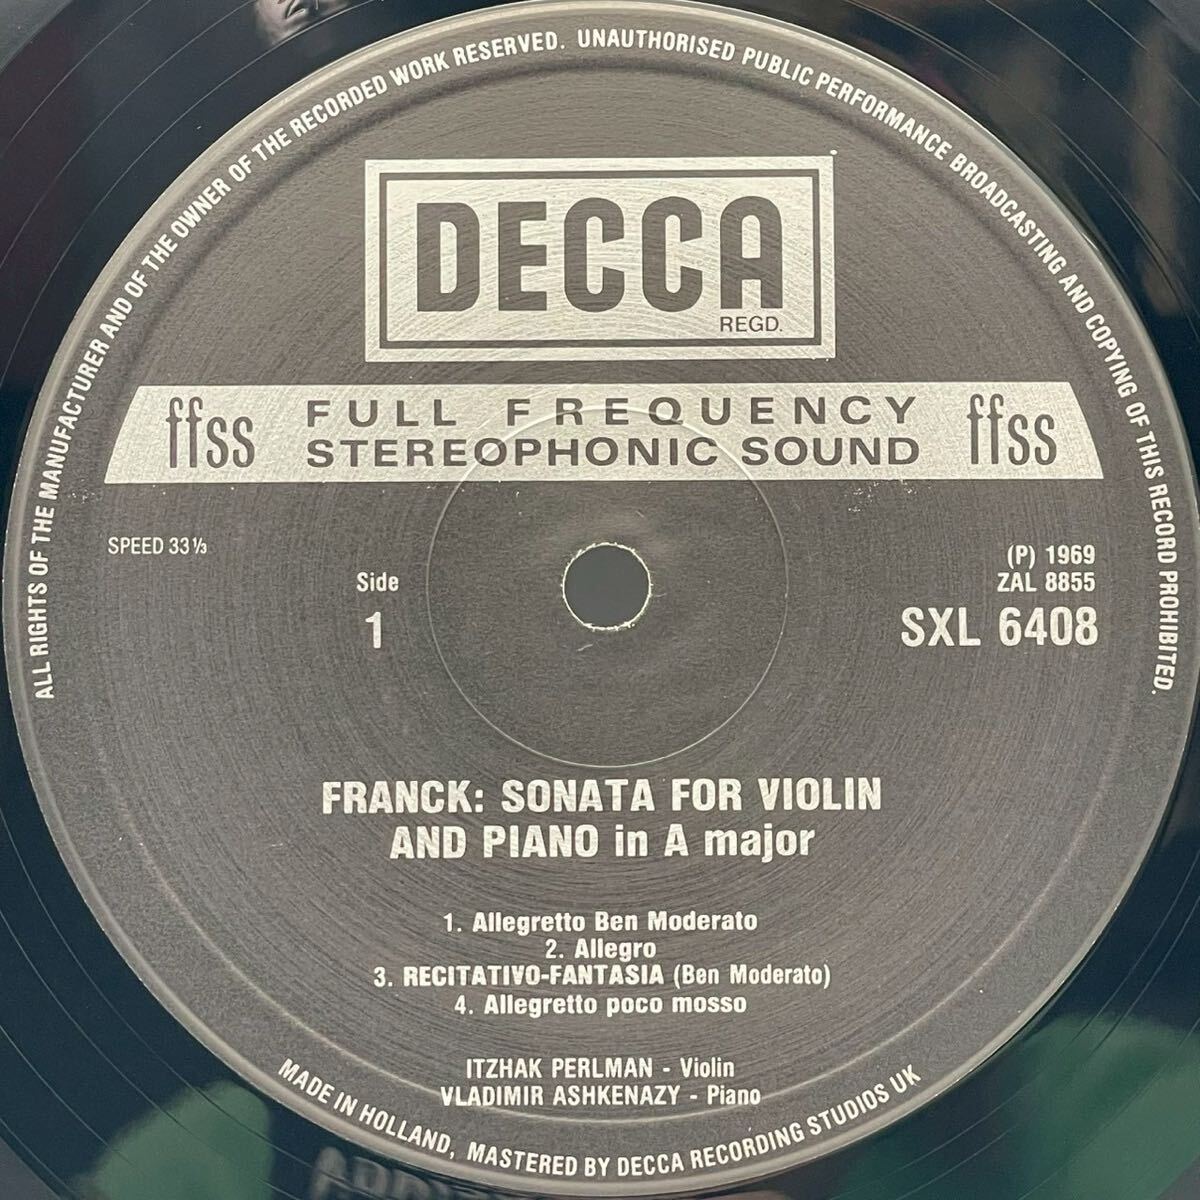 ALL RIGHTS OF THE MANUFACTURER AND OF THE OWNER OF THE RECORDED WORK RESERVED. UNAUTHORISED PUBLIC PERFORMANCE BROADCASTING AND COPYING OF THIS RECORD PROHIBITED.
DECCA
REGD.
ffss FULL FREQUENCY ffss
STEREOPHONIC SOUND
SPEED 33⅓
(P) 1969
Side
ZAL 8855
1
SXL 6408
FRANCK: SONATA FOR VIOLIN
AND PIANO in A major
1. Allegretto Ben Moderato
2. Allegro
3. RECITATIVO-FANTASIA (Ben Moderato)
4. Allegretto poco mosso
ITZHAK PERLMAN - Violin
VLADIMIR ASHKENAZY - Piano
MADE IN HOLLAND, MASTERED BY DECCA RECORDING STUDIOS UK